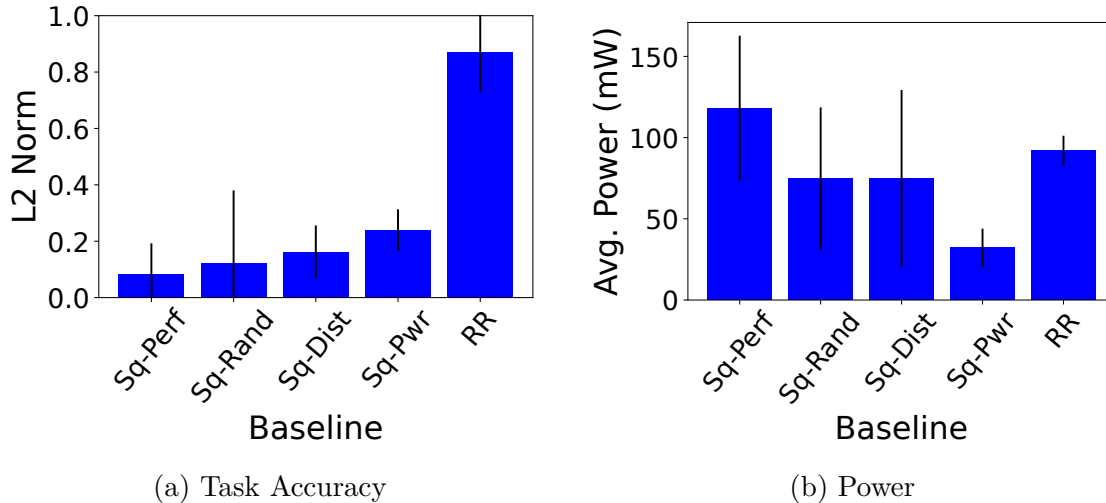 1.0
0.8
0.6
0.4
0.2
0.0
L2 Norm
Sq-Perf
Sq-Rand
Sq-Dist
Sq-Pwr
RR
Baseline
(a) Task Accuracy
150
100
50
0
Avg. Power (mW)
Sq-Perf
Sq-Rand
Sq-Dist
Sq-Pwr
RR
Baseline
(b) Power